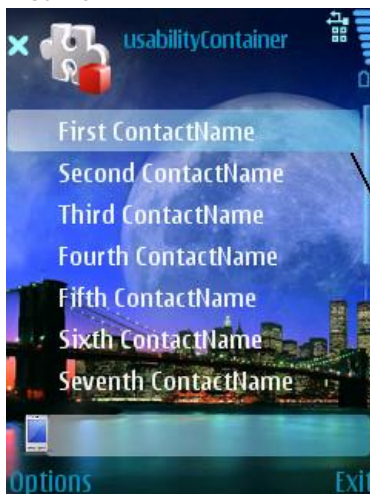 usabilityContainer
First ContactName
Second ContactName
Third ContactName
Fourth ContactName
Fifth ContactName
Sixth ContactName
Seventh ContactName
Options
Exit